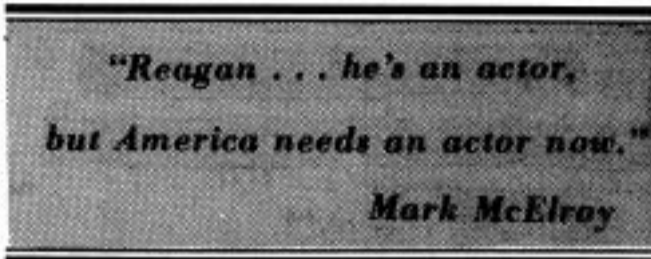 "Reagan . . . he's an actor,
but America needs an actor now."
Mark McElroy